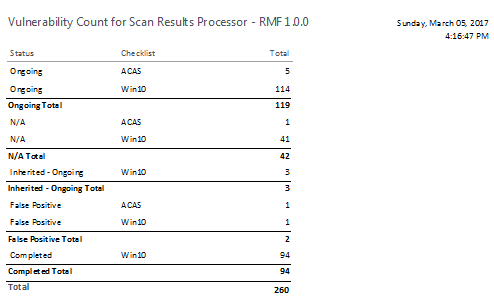 Vulnerability Count for Scan Results Processor - RMF 1.0.0
Sunday, March 05, 2017
4:16:47 PM
Status Checklist Total
Ongoing ACAS 5
Ongoing Win10 114
Ongoing Total 119
N/A ACAS 1
N/A Win10 41
N/A Total 42
Inherited - Ongoing Win10 3
Inherited - Ongoing Total 3
False Positive ACAS 1
False Positive Win10 1
False Positive Total 2
Completed Win10 94
Completed Total 94
Total 260